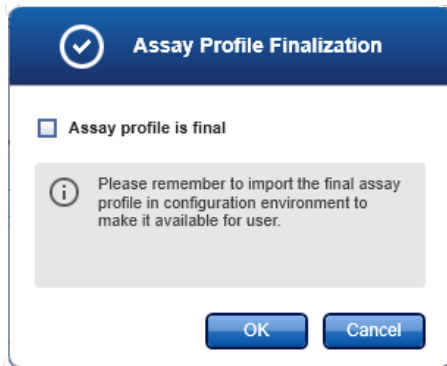 Assay Profile Finalization
Assay profile is final
Please remember to import the final assay
profile in configuration environment to
make it available for user.
OK
Cancel